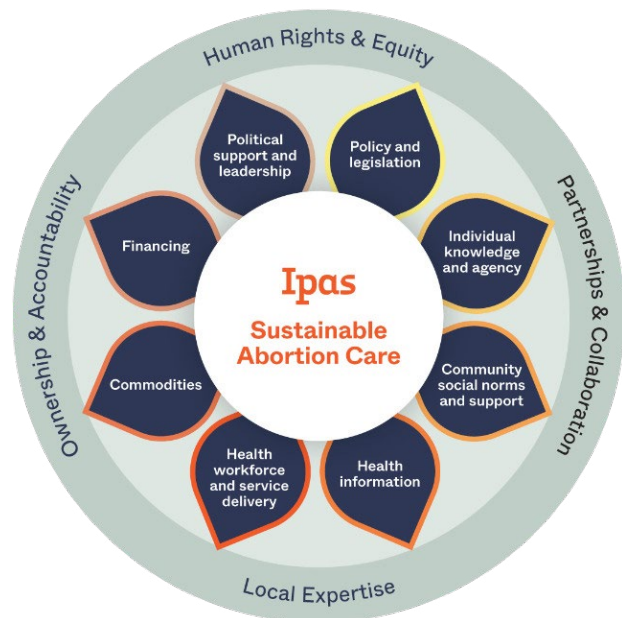 Human Rights & Equity
Political
support and
leadership
Policy and
legislation
Individual
knowledge
and agency
Partnerships & Collaboration
Community
social norms
and support
Health
information
Local Expertise
Health
workforce
and service
delivery
Commodities
Financing
Ownership & Accountability
Ipas
Sustainable
Abortion Care